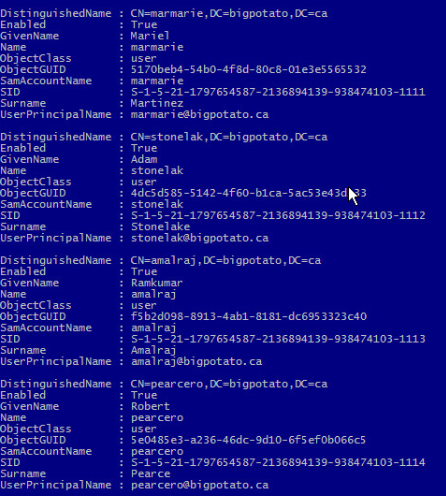 DistinguishedName : CN=marmarie,DC=bigpotato,DC=ca
Enabled : True
GivenName : Mariel
Name : marmarie
ObjectClass : user
ObjectGUID : 5170beb4-54b0-4f8d-80c8-01e3e5565532
SamAccountName : marmarie
SID : S-1-5-21-1797654587-2136894139-938474103-1111
Surname : Martinez
UserPrincipalName : marmarie@bigpotato.ca
DistinguishedName : CN=stonelak,DC=bigpotato,DC=ca
Enabled : True
GivenName : Adam
Name : stonelak
ObjectClass : user
ObjectGUID :
SamAccountName : stonelak
SID : S-1-5-21-1797654587-2136894139-938474103-1112
Surname : Stonelake
UserPrincipalName : stonelak@bigpotato.ca
DistinguishedName : CN=amalraj,DC=bigpotato,DC=ca
Enabled : True
GivenName : Ramkumar
Name : amalraj
ObjectClass : user
ObjectGUID : f5b2d098-8913-4ab1-8181-dc6953323c40
SamAccountName : amalraj
SID : S-1-5-21-1797654587-2136894139-938474103-1113
Surname : Amalraj
UserPrincipalName : amalraj@bigpotato.ca
DistinguishedName : CN=pearcero,DC=bigpotato,DC=ca
Enabled : True
GivenName : Robert
Name : pearcero
ObjectClass : user
ObjectGUID : 5e0485e3-a236-46dc-9d10-6f5ef0b066c5
SamAccountName : pearcero
SID : S-1-5-21-1797654587-2136894139-938474103-1114
Surname : Pearce
UserPrincipalName : pearcero@bigpotato.ca